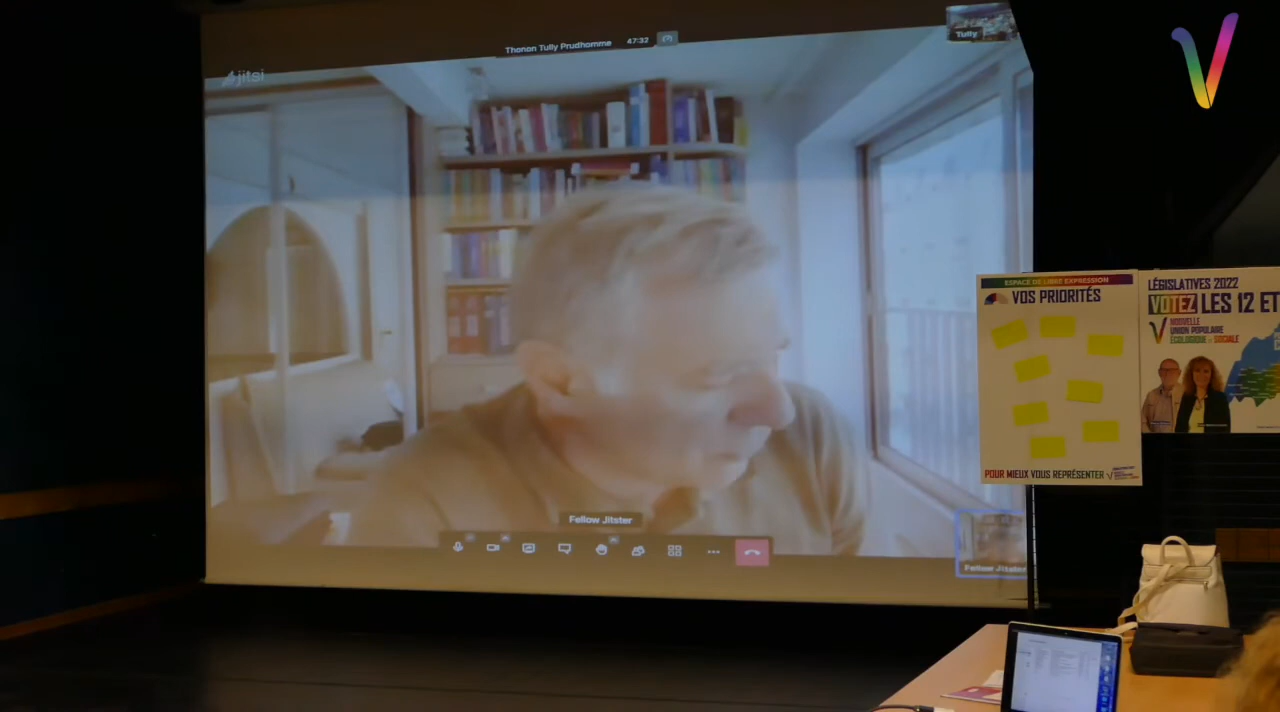 Thonon Tully Prudhomme 47:32
Tully
jitsi
ESPACE DE LIBRE EXPRESSION
VOS PRIORITÉS
POUR MIEUX VOUS REPRÉSENTER
LÉGISLATIVES 2022
VOTEZ LES 12 ET
NOUVELLE
UNION POPULAIRE
ÉCOLOGIQUE ET SOCIALE
Fellow Jitster
Fellow Jitster